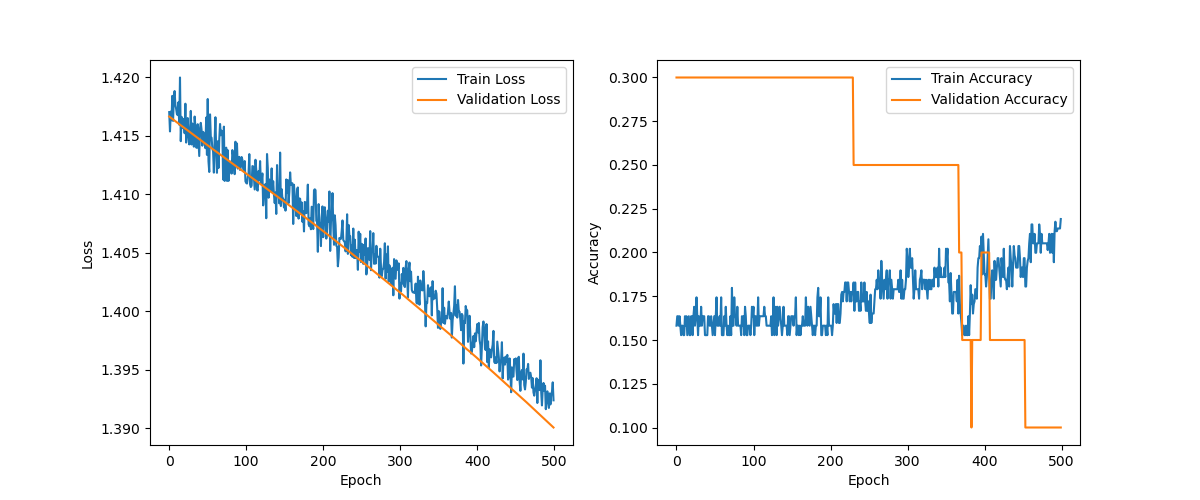 1.420
1.415
1.410
1.405
1.400
1.395
1.390
Loss
0 100 200 300 400 500
Epoch
Train Loss
Validation Loss
0.300
0.275
0.250
0.225
0.200
0.175
0.150
0.125
0.100
Accuracy
0 100 200 300 400 500
Epoch
Train Accuracy
Validation Accuracy